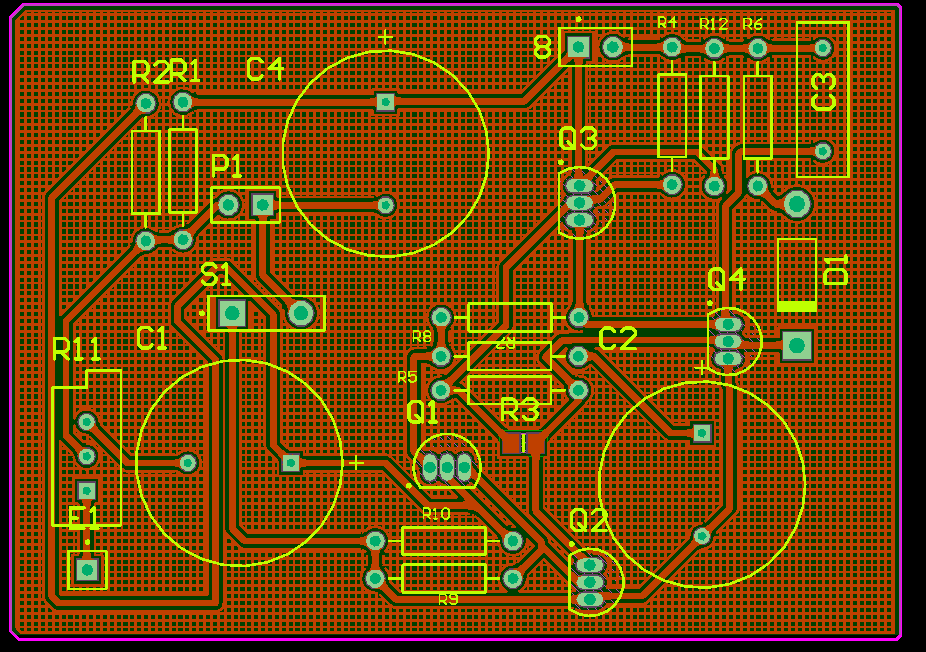 R4 R12 R6
8
R2 R1 C4 +
C3
Q3
P1
D1
S1
Q4
C1
R8
R2
C2
R11
R5
+
Q1 R3
+
R10
Q2
E1
R9